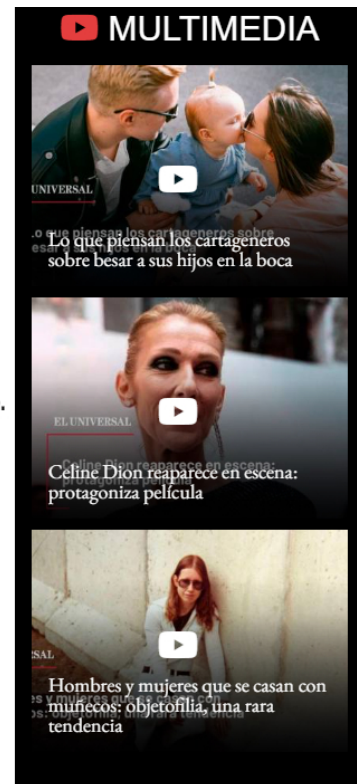 MULTIMEDIA
UNIVERSAL
Lo que piensan los cartageneros
sobre besar a sus hijos en la boca
EL UNIVERSAL
Celine Dion reaparece en escena:
protagoniza película
SAL
Hombres y mujeres que se casan con
muñecos: objetofilia, una rara
tendencia